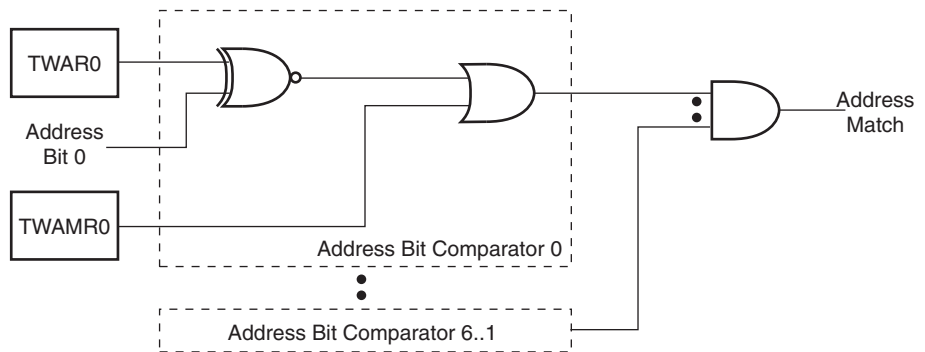 TWAR0
Address
Bit 0
TWAMR0
Address Bit Comparator 0
Address Bit Comparator 6..1
Address
Match